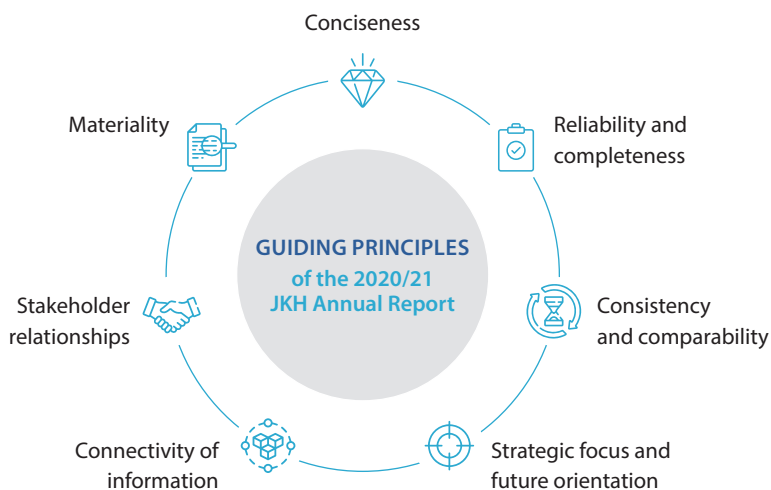 Conciseness
Materiality
Reliability and
completeness
GUIDING PRINCIPLES
of the 2020/21
JKH Annual Report
Stakeholder
relationships
Consistency
and comparability
Connectivity of
information
Strategic focus and
future orientation